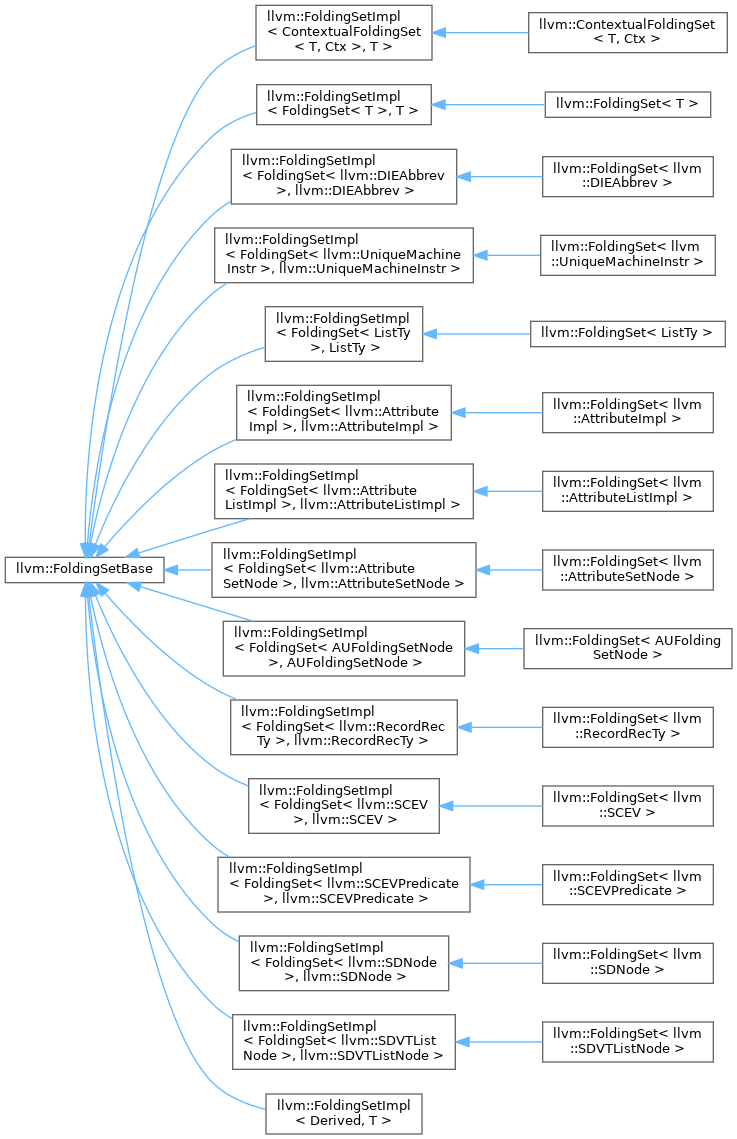 llvm::FoldingSetImpl
< ContextualFoldingSet
< T, Ctx >, T >
llvm::ContextualFoldingSet
< T, Ctx >
llvm::FoldingSetImpl
< FoldingSet< T >, T >
llvm::FoldingSet< T >
llvm::FoldingSetImpl
< FoldingSet< llvm::DIEAbbrev
>, llvm::DIEAbbrev >
llvm::FoldingSet< llvm
::DIEAbbrev >
llvm::FoldingSetImpl
< FoldingSet< llvm::UniqueMachine
Instr >, llvm::UniqueMachineInstr >
llvm::FoldingSet< llvm
::UniqueMachineInstr >
llvm::FoldingSetImpl
< FoldingSet< ListTy
>, ListTy >
llvm::FoldingSet< ListTy >
llvm::FoldingSetImpl
< FoldingSet< llvm::Attribute
Impl >, llvm::AttributeImpl >
llvm::FoldingSet< llvm
::AttributeImpl >
llvm::FoldingSetImpl
< FoldingSet< llvm::Attribute
ListImpl >, llvm::AttributeListImpl >
llvm::FoldingSet< llvm
::AttributeListImpl >
llvm::FoldingSetBase
llvm::FoldingSetImpl
< FoldingSet< llvm::Attribute
SetNode >, llvm::AttributeSetNode >
llvm::FoldingSet< llvm
::AttributeSetNode >
llvm::FoldingSetImpl
< FoldingSet< AUFoldingSetNode
>, AUFoldingSetNode >
llvm::FoldingSet< AUFolding
SetNode >
llvm::FoldingSetImpl
< FoldingSet< llvm::RecordRec
Ty >, llvm::RecordRecTy >
llvm::FoldingSet< llvm
::RecordRecTy >
llvm::FoldingSetImpl
< FoldingSet< llvm::SCEV
>, llvm::SCEV >
llvm::FoldingSet< llvm
::SCEV >
llvm::FoldingSetImpl
< FoldingSet< llvm::SCEVPredicate
>, llvm::SCEVPredicate >
llvm::FoldingSet< llvm
::SCEVPredicate >
llvm::FoldingSetImpl
< FoldingSet< llvm::SDNode
>, llvm::SDNode >
llvm::FoldingSet< llvm
::SDNode >
llvm::FoldingSetImpl
< FoldingSet< llvm::SDVTList
Node >, llvm::SDVTListNode >
llvm::FoldingSet< llvm
::SDVTListNode >
llvm::FoldingSetImpl
< Derived, T >